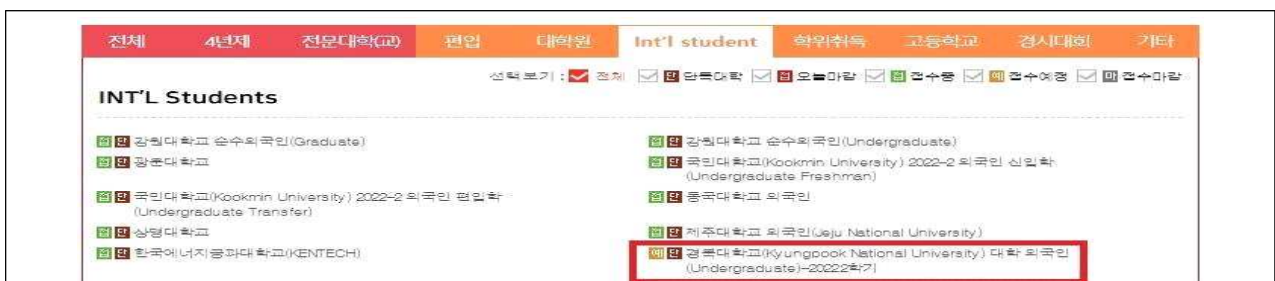 전체 4년제 전문대학(교) 편입 대학원 Int'l student 학위취득 고등학교 경시대회 기타
선택보기 : 전체 단 단독대학 접 오늘마감 접 접수중 예 접수예정 마 접수마감
INT'L Students
접 단 강원대학교 순수외국인(Graduate)
접 단 강원대학교 순수외국인(Undergraduate)
접 단 광운대학교
접 단 국민대학교(Kookmin University) 2022-2 외국인 신입학
(Undergraduate Freshman)
접 단 국민대학교(Kookmin University) 2022-2 외국인 편입학
(Undergraduate Transfer)
접 단 동국대학교 외국인
접 단 상명대학교
접 단 제주대학교 외국인(Jeju National University)
접 단 한국에너지공과대학교(KENTECH)
예 단 경북대학교(Kyungpook National University) 대학 외국인
(Undergraduate)-20222학기